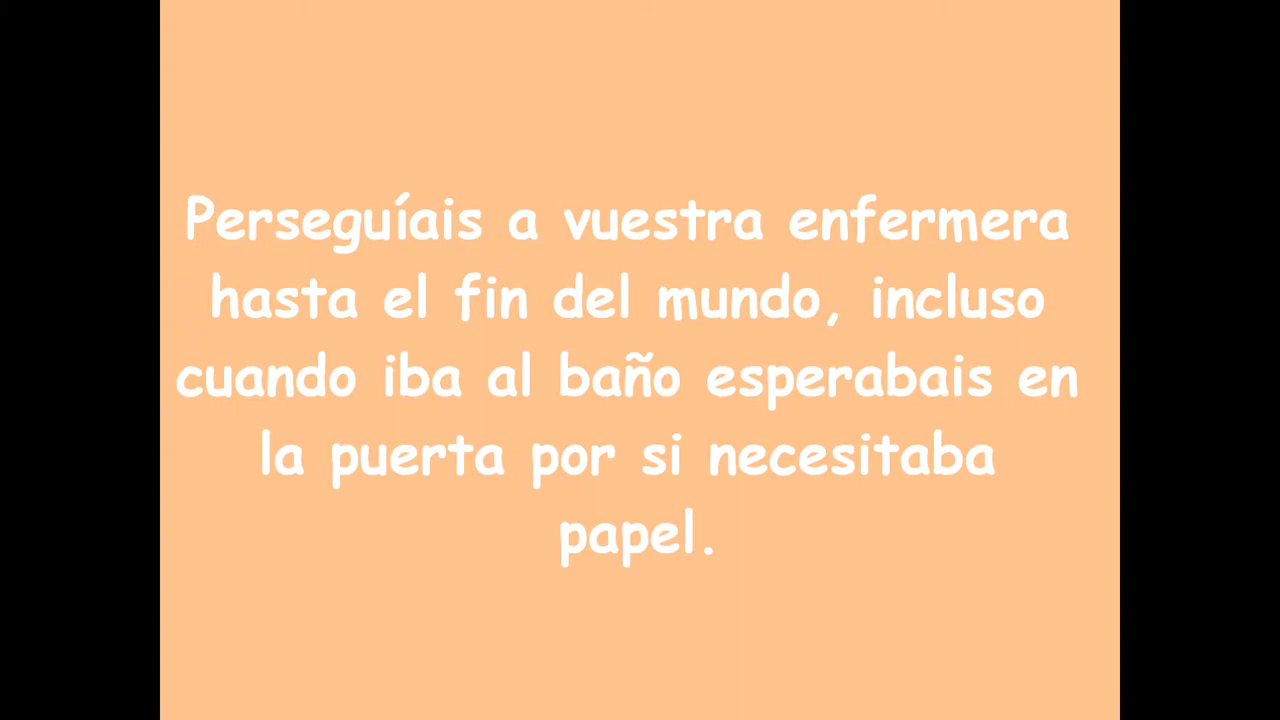 Perseguíais a vuestra enfermera
hasta el fin del mundo, incluso
cuando iba al baño esperabais en
la puerta por si necesitaba
papel.